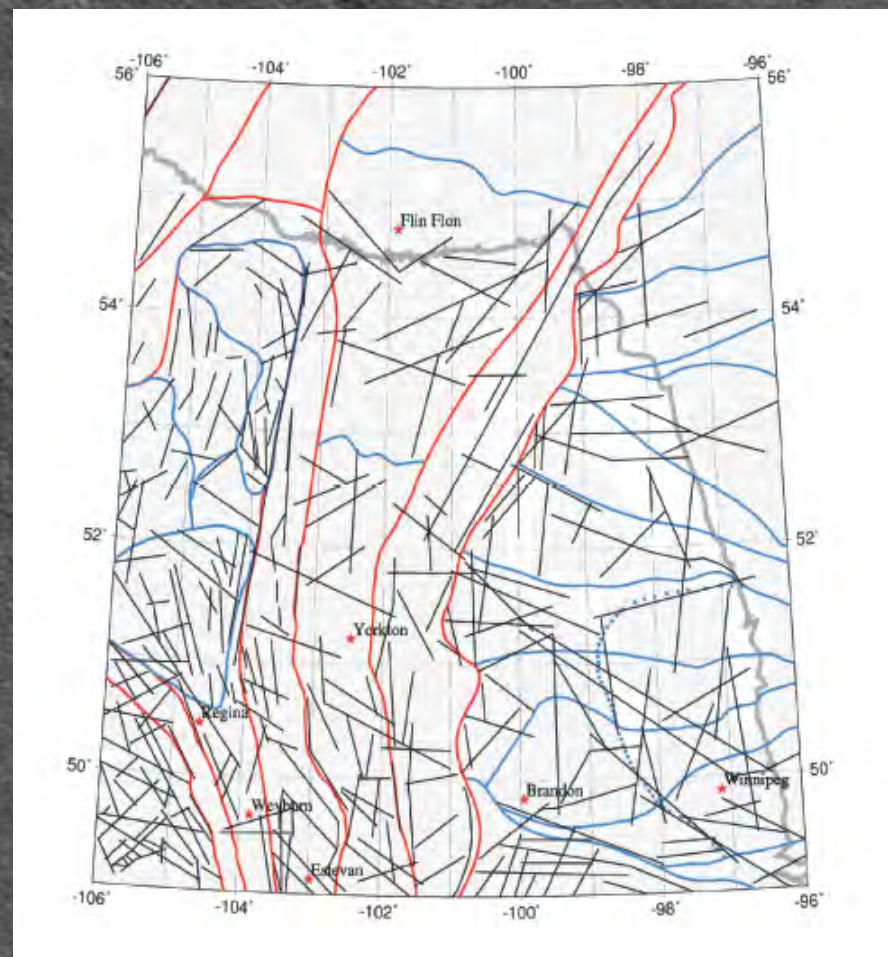 -106˚
-104˚
-102˚
-100˚
-98˚
-96˚
56˚
56˚
Flin Flon
54˚
54˚
52˚
52˚
Yorkton
Regina
50˚
50˚
Brandon
Winnipeg
Weyburn
Estevan
-106˚
-104˚
-102˚
-100˚
-98˚
-96˚